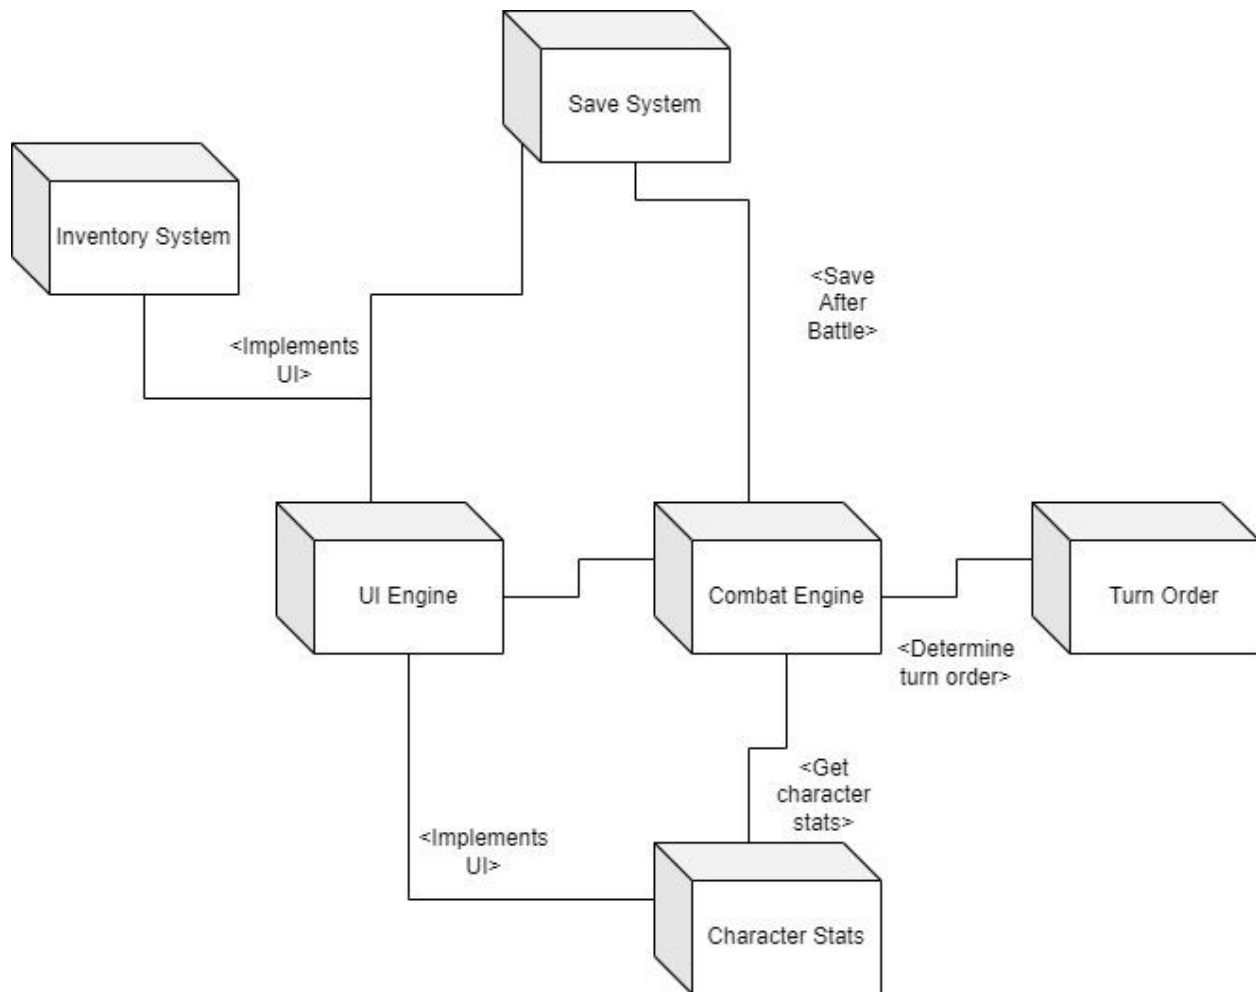 Save System
Inventory System
<Save
After
Battle>
<Implements
UI>
UI Engine
Combat Engine
Turn Order
<Determine
turn order>
<Get
character
stats>
<Implements
UI>
Character Stats